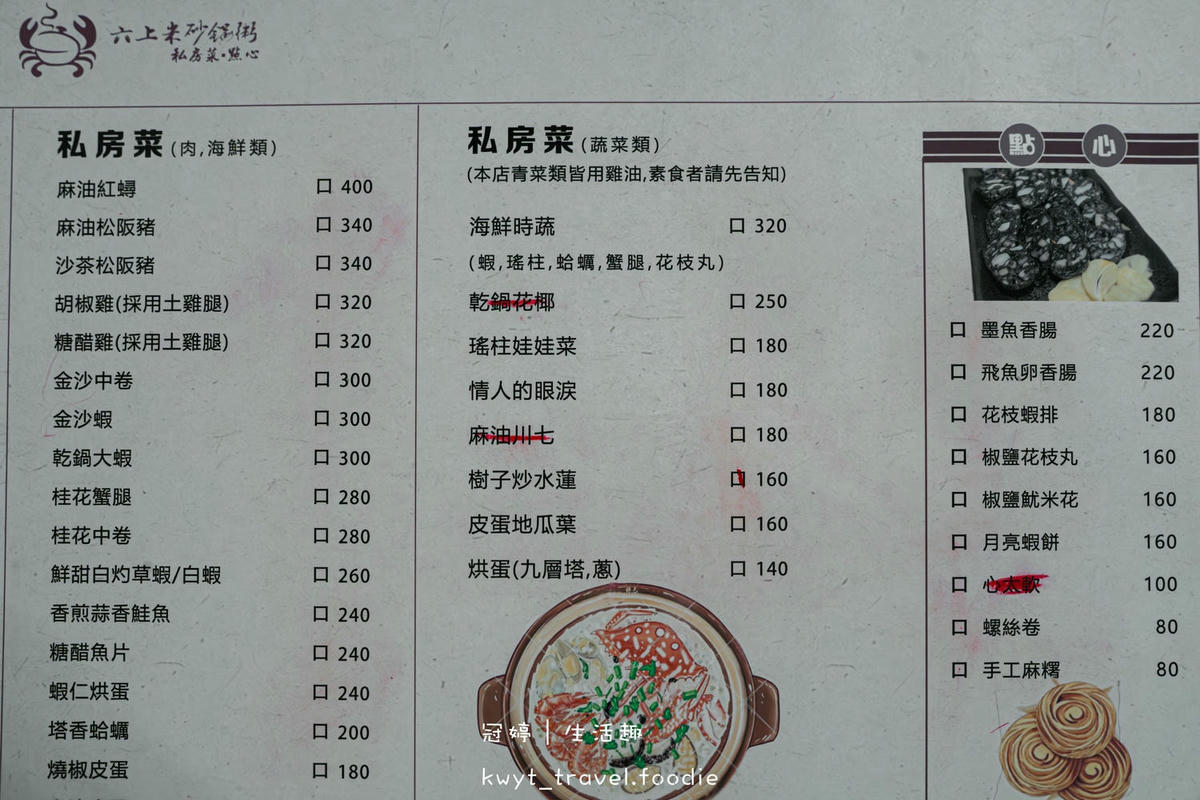 六上米砂鍋粥
私房菜·點心
私房菜(肉,海鮮類)
麻油紅蟳 口 400
麻油松阪豬 口 340
沙茶松阪豬 口 340
胡椒雞(採用土雞腿) 口 320
糖醋雞(採用土雞腿) 口 320
金沙中卷 口 300
金沙蝦 口 300
乾鍋大蝦 口 300
桂花蟹腿 口 280
桂花中卷 口 280
鮮甜白灼草蝦/白蝦 口 260
香煎蒜香鮭魚 口 240
糖醋魚片 口 240
蝦仁烘蛋 口 240
塔香蛤蠣 口 200
燒椒皮蛋 口 180
私房菜(蔬菜類)
(本店青菜類皆用雞油,素食者請先告知)
海鮮時蔬 口 320
(蝦,瑤柱,蛤蠣,蟹腿,花枝丸)
乾鍋花椰 口 250
瑤柱娃娃菜 口 180
情人的眼淚 口 180
麻油川七 口 180
樹子炒水蓮 口 160
皮蛋地瓜葉 口 160
烘蛋(九層塔,蔥) 口 140
點心
口 墨魚香腸 220
口 飛魚卵香腸 220
口 花枝蝦排 180
口 椒鹽花枝丸 160
口 椒鹽魷米花 160
口 月亮蝦餅 160
口 心太軟 100
口 螺絲卷 80
口 手工麻糬 80
冠婷｜生活趣
kwyt_travel.foodie